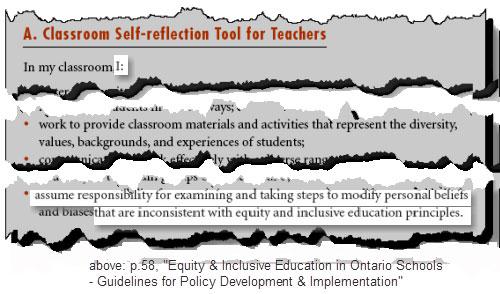 A. Classroom Self-reflection Tool for Teachers
In my classroom I:
• work to provide classroom materials and activities that represent the diversity,
values, backgrounds, and experiences of students;
• assume responsibility for examining and taking steps to modify personal beliefs
and biases that are inconsistent with equity and inclusive education principles.
above: p.58, "Equity & Inclusive Education in Ontario Schools
- Guidelines for Policy Development & Implementation"